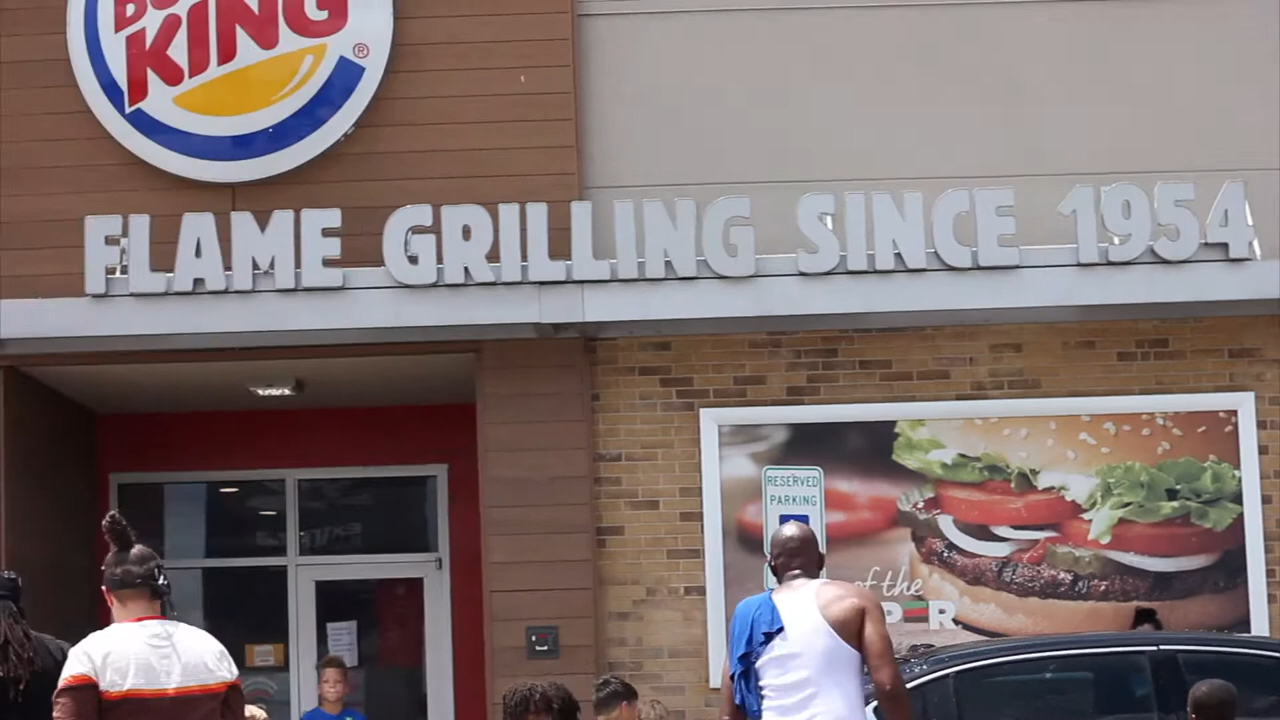 KING
®
FLAME GRILLING SINCE 1954
RESERVED
PARKING
of the